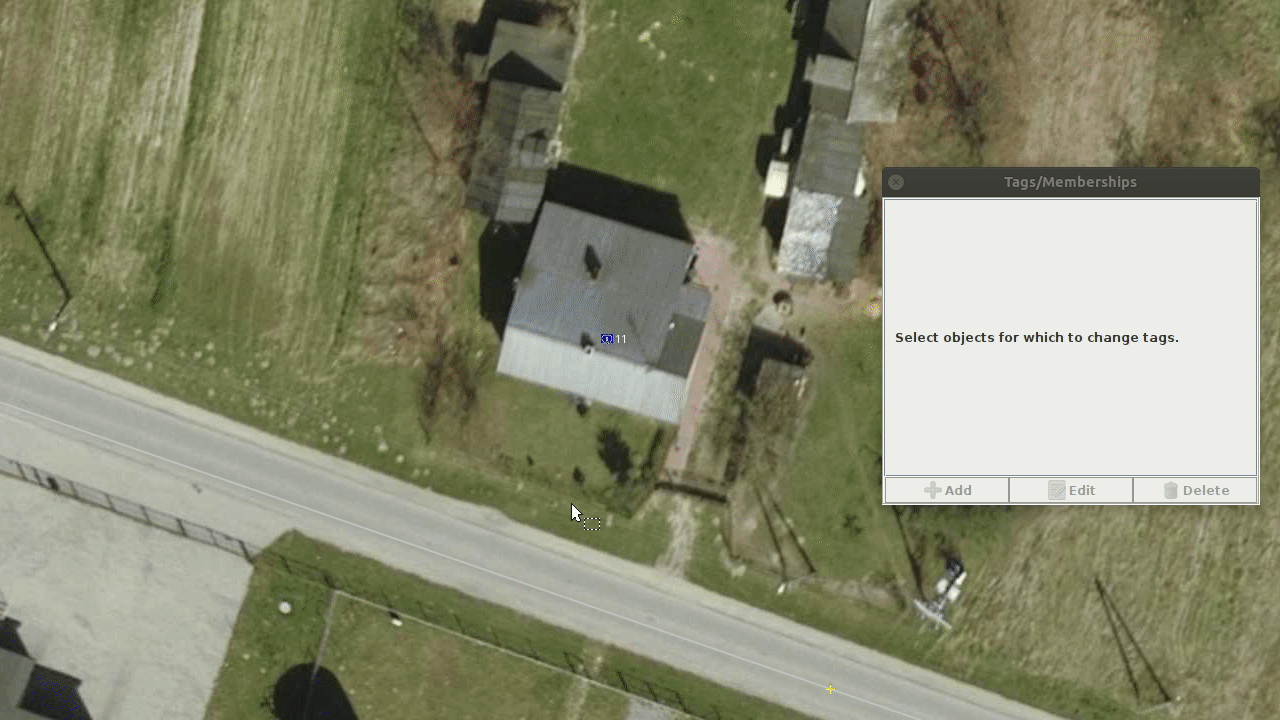 Tags/Memberships
11
Select objects for which to change tags.
Add
Edit
Delete